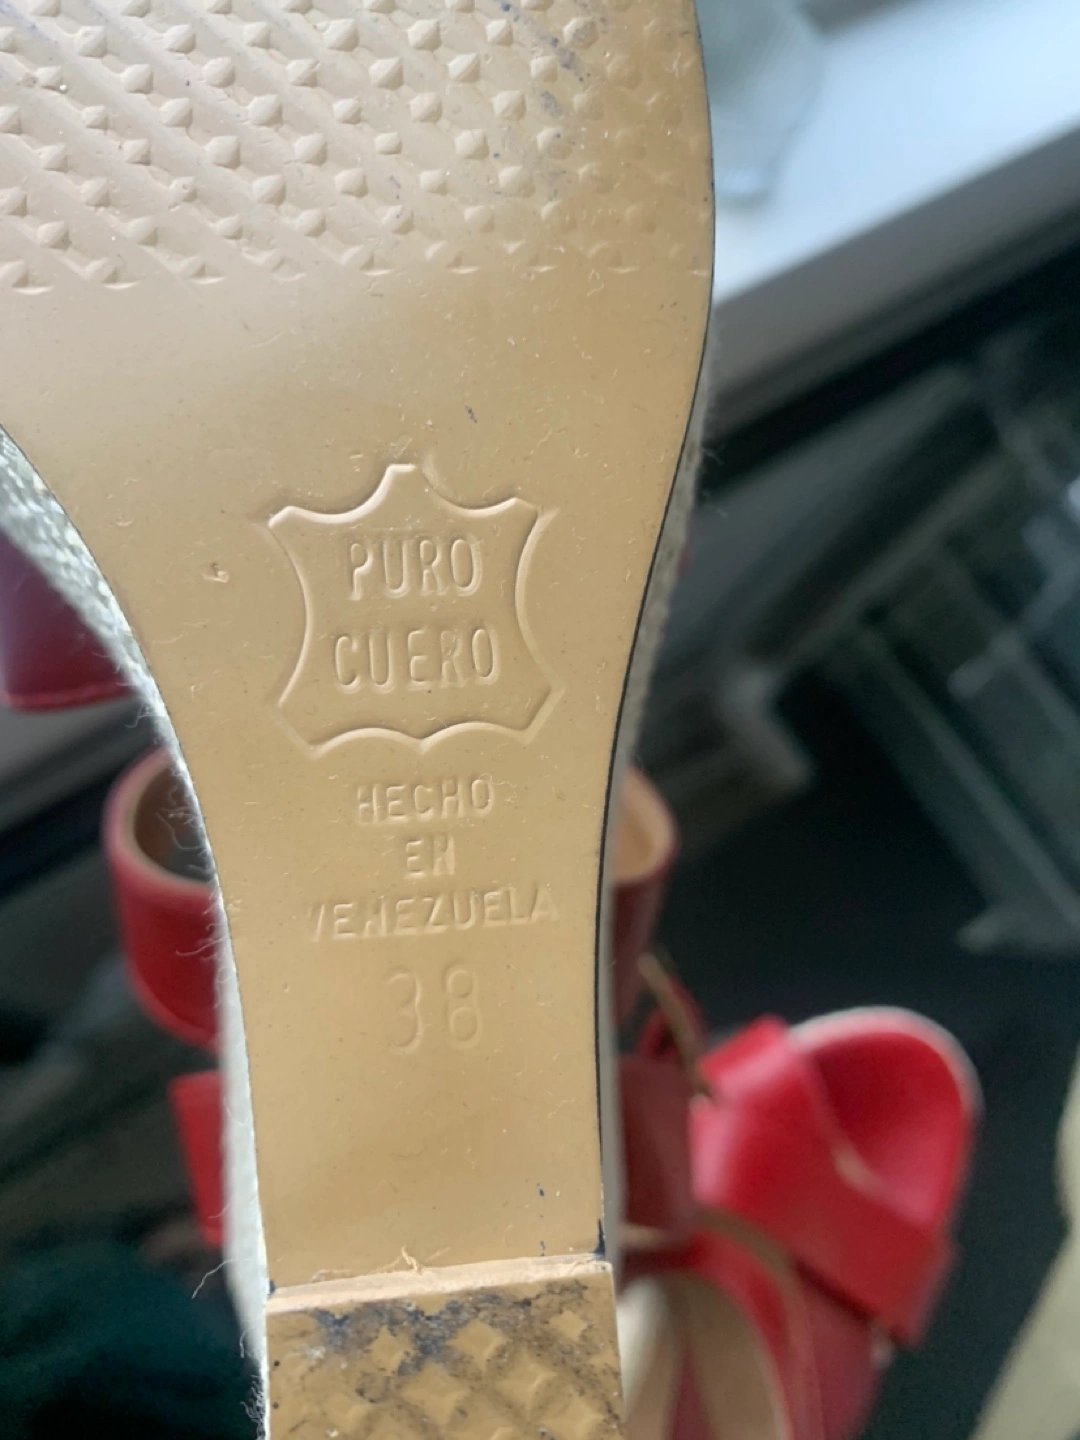 PURO
CUERO
HECHO
EN
VENEZUELA
38